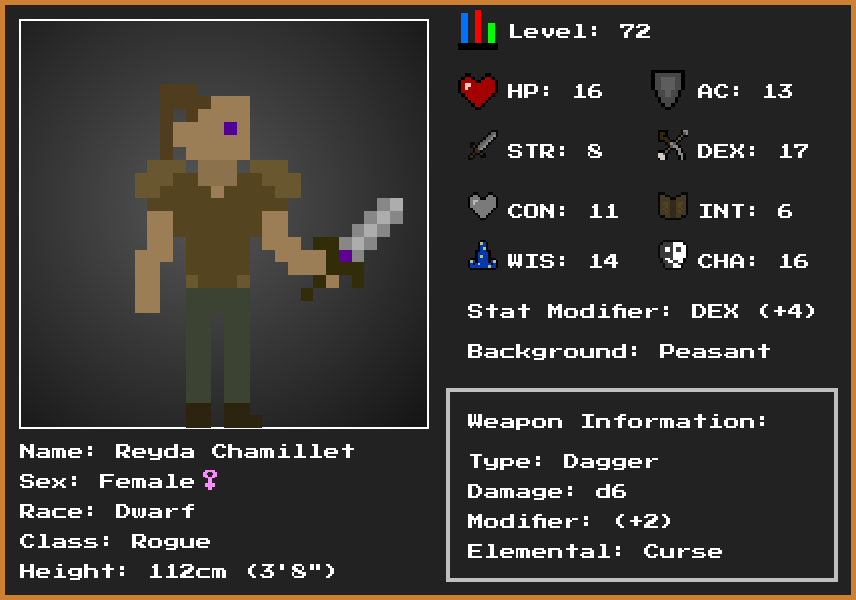 Level: 72
HP: 16 AC: 13
STR: 8 DEX: 17
CON: 11 INT: 6
WIS: 14 CHA: 16
Stat Modifier: DEX (+4)
Background: Peasant
Weapon Information:
Type: Dagger
Damage: d6
Modifier: (+2)
Elemental: Curse
Name: Reyda Chamillet
Sex: Female♀
Race: Dwarf
Class: Rogue
Height: 112cm (3'8")